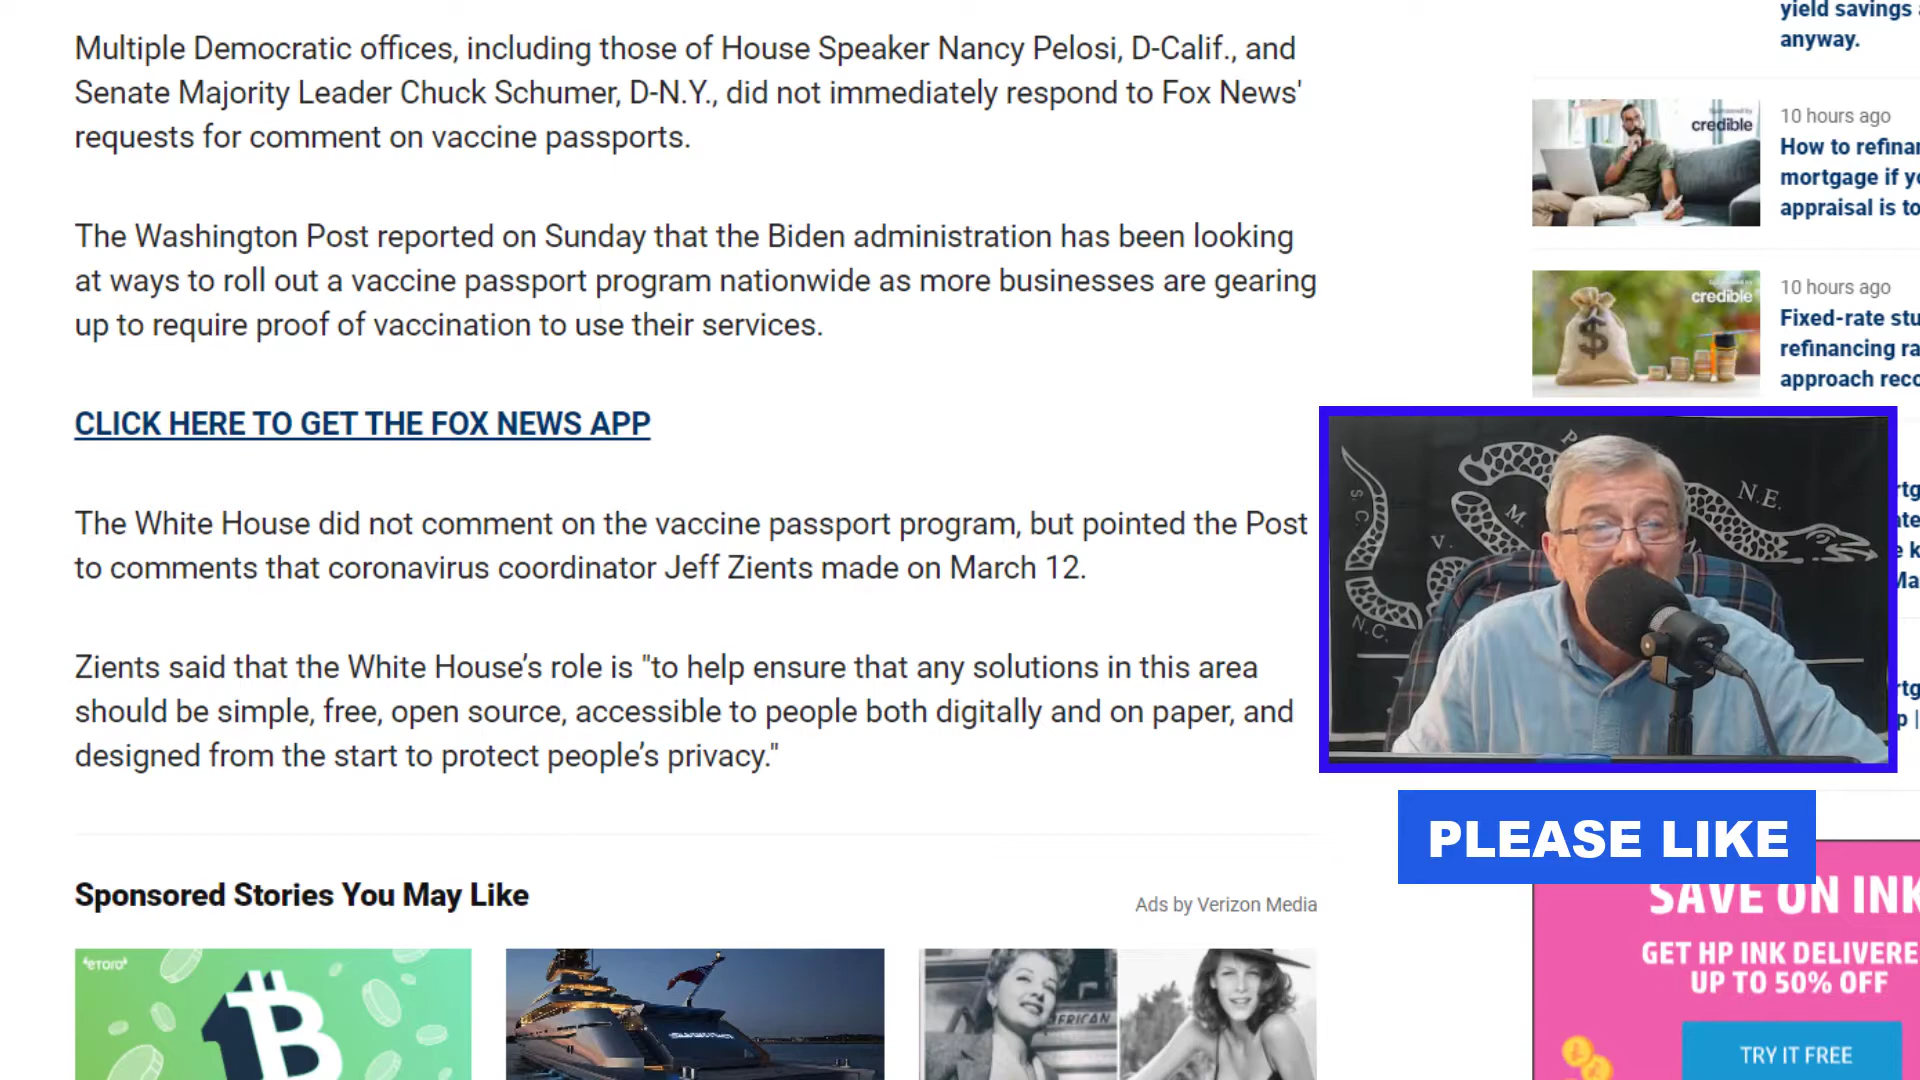 Multiple Democratic offices, including those of House Speaker Nancy Pelosi, D-Calif., and
Senate Majority Leader Chuck Schumer, D-N.Y., did not immediately respond to Fox News'
requests for comment on vaccine passports.
The Washington Post reported on Sunday that the Biden administration has been looking
at ways to roll out a vaccine passport program nationwide as more businesses are gearing
up to require proof of vaccination to use their services.
CLICK HERE TO GET THE FOX NEWS APP
The White House did not comment on the vaccine passport program, but pointed the Post
to comments that coronavirus coordinator Jeff Zients made on March 12.
Zients said that the White House’s role is "to help ensure that any solutions in this area
should be simple, free, open source, accessible to people both digitally and on paper, and
designed from the start to protect people’s privacy."
Sponsored Stories You May Like
Ads by Verizon Media
eTORO
yield savings
anyway.
credible
10 hours ago
How to refinan
mortgage if yo
appraisal is to
credible
10 hours ago
Fixed-rate stu
refinancing ra
approach reco
S.C.
N.C.
V.
M.
P
N.E.
PLEASE LIKE
SAVE ON INK
GET HP INK DELIVERE
UP TO 50% OFF
TRY IT FREE